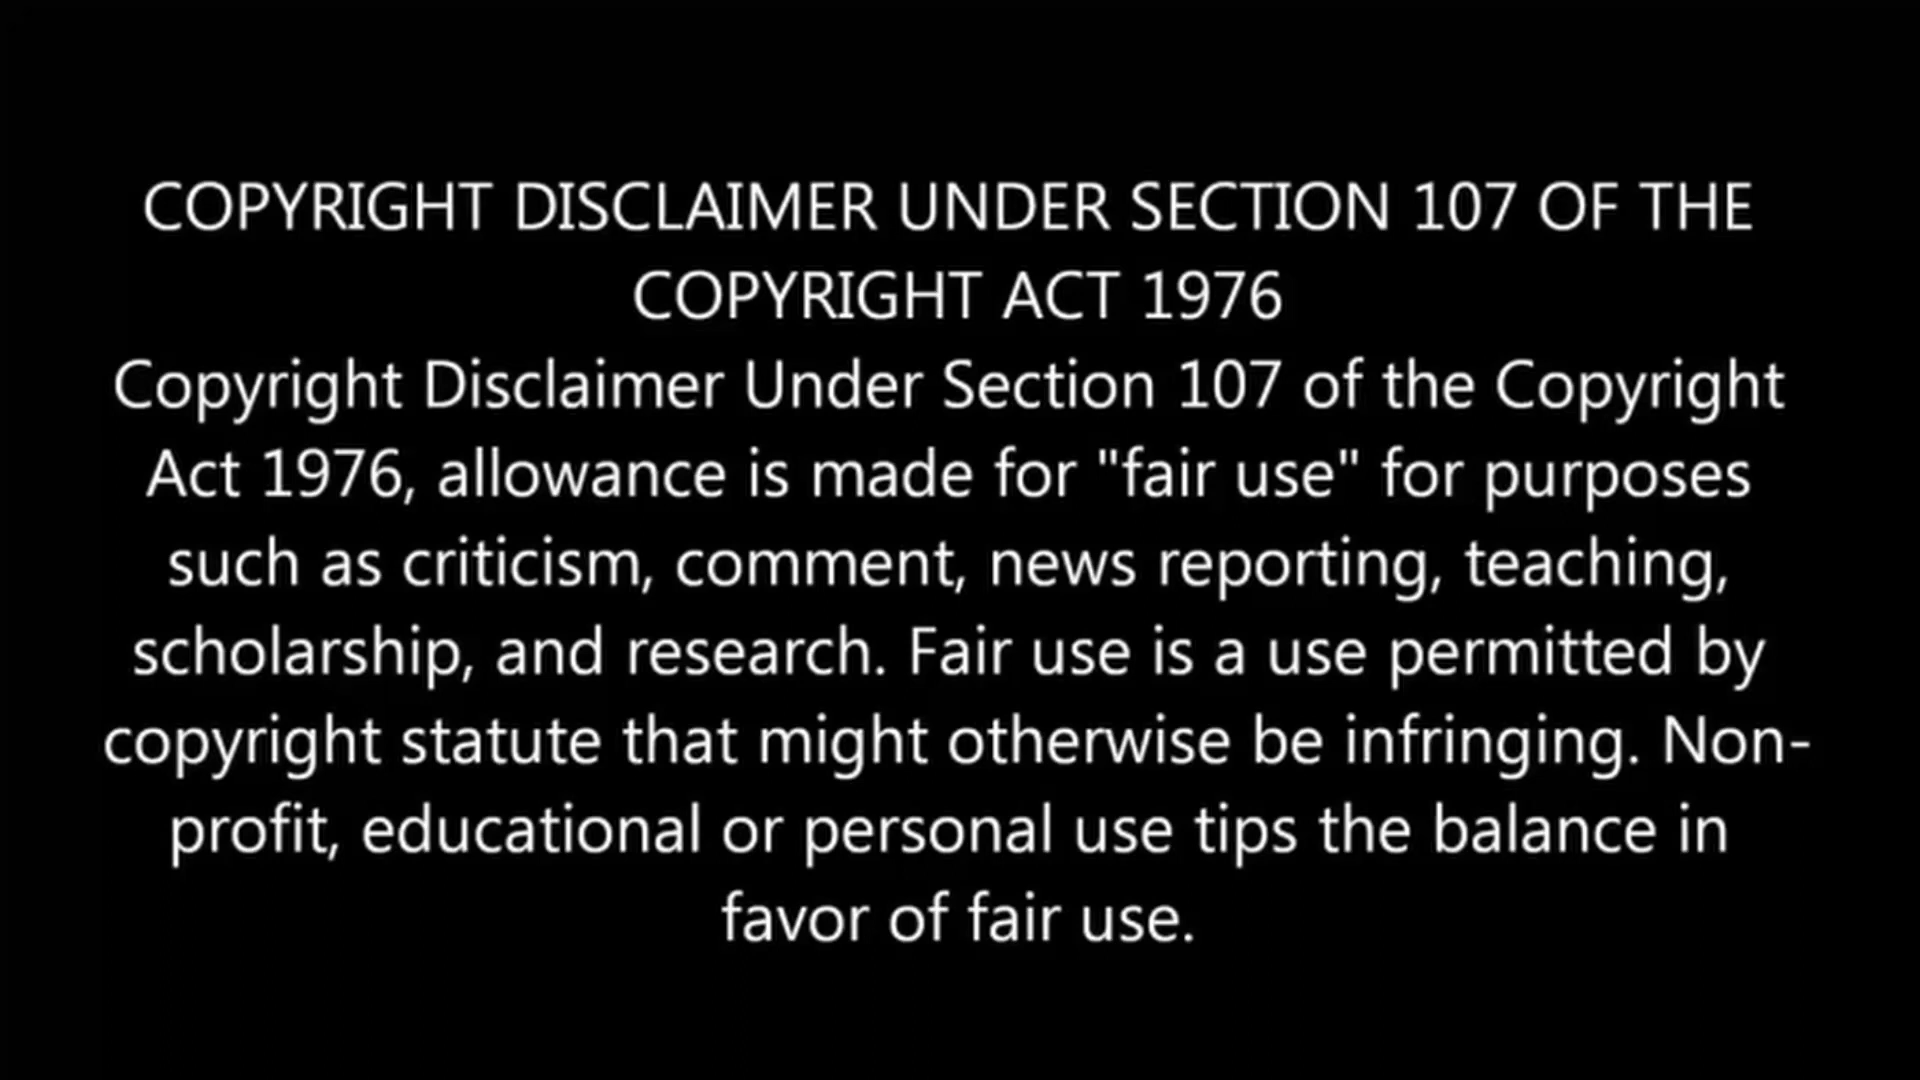 COPYRIGHT DISCLAIMER UNDER SECTION 107 OF THE
COPYRIGHT ACT 1976
Copyright Disclaimer Under Section 107 of the Copyright
Act 1976, allowance is made for "fair use" for purposes
such as criticism, comment, news reporting, teaching,
scholarship, and research. Fair use is a use permitted by
copyright statute that might otherwise be infringing. Non-
profit, educational or personal use tips the balance in
favor of fair use.